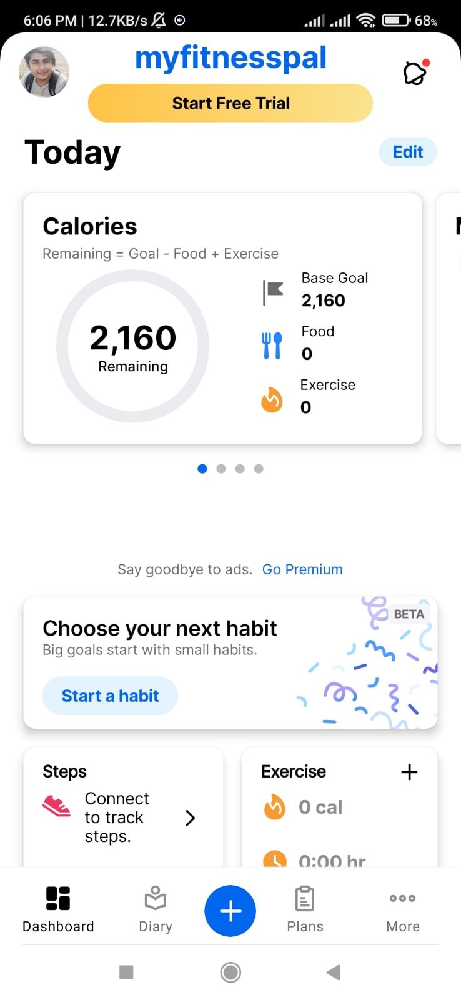 6:06 PM | 12.7KB/s
68%
myfitnesspal
Start Free Trial
Today
Edit
Calories
Remaining = Goal - Food + Exercise
2,160
Remaining
Base Goal
2,160
Food
0
Exercise
0
Say goodbye to ads. Go Premium
BETA
Choose your next habit
Big goals start with small habits.
Start a habit
Steps
Connect
to track
steps.
Exercise
0 cal
0:00 hr
Dashboard
Diary
Plans
More